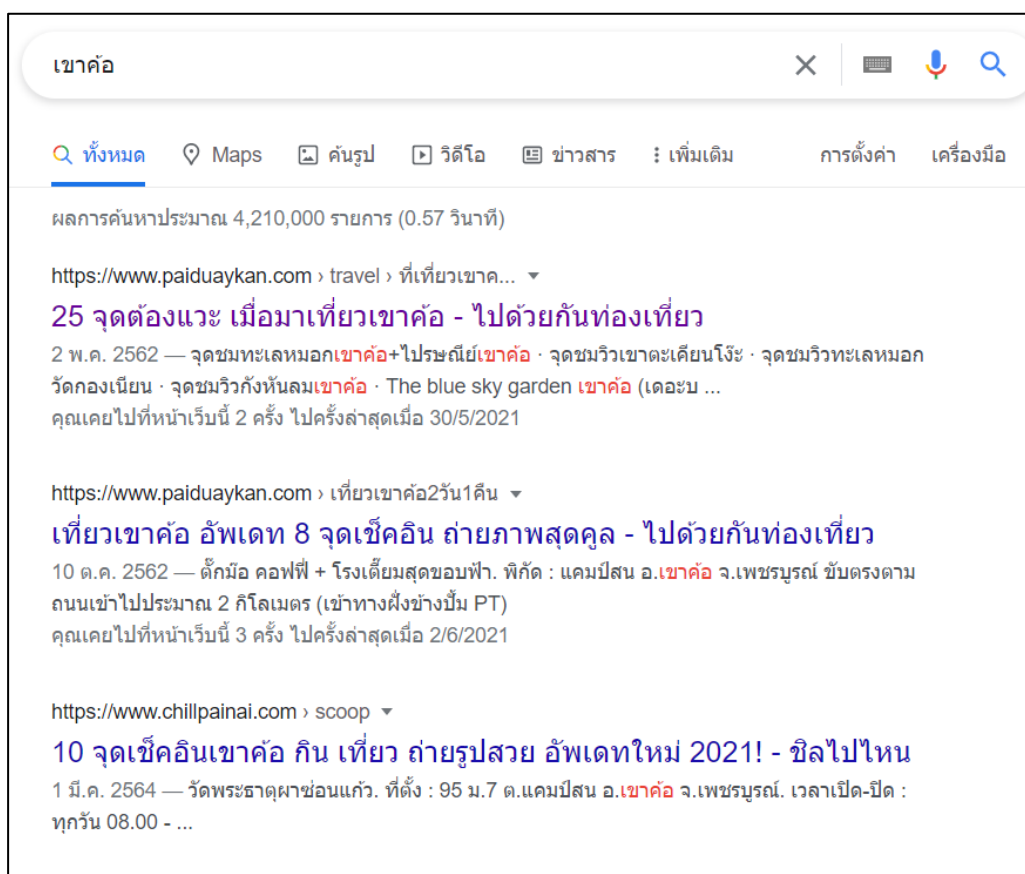 เขาค้อ
ทั้งหมด Maps ค้นรูป วิดีโอ ข่าวสาร เพิ่มเติม การตั้งค่า เครื่องมือ
ผลการค้นหาประมาณ 4,210,000 รายการ (0.57 วินาที)
https://www.paiduaykan.com › travel › ที่เที่ยวเขาค...
25 จุดต้องแวะ เมื่อมาเที่ยวเขาค้อ - ไปด้วยกันท่องเที่ยว
2 พ.ค. 2562 — จุดชมทะเลหมอกเขาค้อ+ไปรษณีย์เขาค้อ · จุดชมวิวเขาตะเคียนโง๊ะ · จุดชมวิวทะเลหมอก
วัดกองเนียน · จุดชมวิวกังหันลมเขาค้อ · The blue sky garden เขาค้อ (เดอะบ ...
คุณเคยไปที่หน้าเว็บนี้ 2 ครั้ง ไปครั้งล่าสุดเมื่อ 30/5/2021
https://www.paiduaykan.com › เที่ยวเขาค้อ2วัน1คืน
เที่ยวเขาค้อ อัพเดท 8 จุดเช็คอิน ถ่ายภาพสุดคูล - ไปด้วยกันท่องเที่ยว
10 ต.ค. 2562 — ตั๊กม๊อ คอฟฟี่ + โรงเตี๊ยมสุดขอบฟ้า. พิกัด : แคมป์สน อ.เขาค้อ จ.เพชรบูรณ์ ขับตรงตาม
ถนนเข้าไปประมาณ 2 กิโลเมตร (เข้าทางฝั่งข้างปั้ม PT)
คุณเคยไปที่หน้าเว็บนี้ 3 ครั้ง ไปครั้งล่าสุดเมื่อ 2/6/2021
https://www.chillpainai.com › scoop
10 จุดเช็คอินเขาค้อ กิน เที่ยว ถ่ายรูปสวย อัพเดทใหม่ 2021! - ชิลไปไหน
1 มี.ค. 2564 — วัดพระธาตุผาซ่อนแก้ว. ที่ตั้ง : 95 ม.7 ต.แคมป์สน อ.เขาค้อ จ.เพชรบูรณ์. เวลาเปิด-ปิด :
ทุกวัน 08.00 - ...